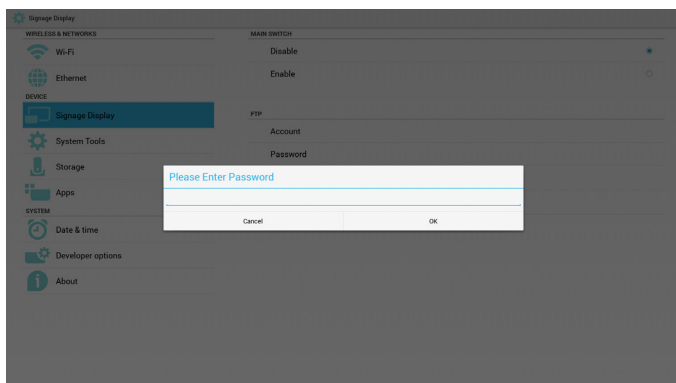 Signage Display
WIRELESS & NETWORKS
Wi-Fi
Ethernet
DEVICE
Signage Display
System Tools
Storage
Apps
SYSTEM
Date & time
Developer options
About
MAIN SWITCH
Disable
Enable
FTP
Account
Password
Please Enter Password
Cancel
OK